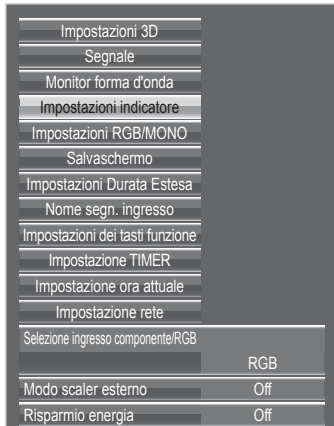 Impostazioni 3D
Segnale
Monitor forma d'onda
Impostazioni indicatore
Impostazioni RGB/MONO
Salvaschermo
Impostazioni Durata Estesa
Nome segn. ingresso
Impostazioni dei tasti funzione
Impostazione TIMER
Impostazione ora attuale
Impostazione rete
Selezione ingresso componente/RGB
RGB
Modo scaler esterno Off
Risparmio energia Off